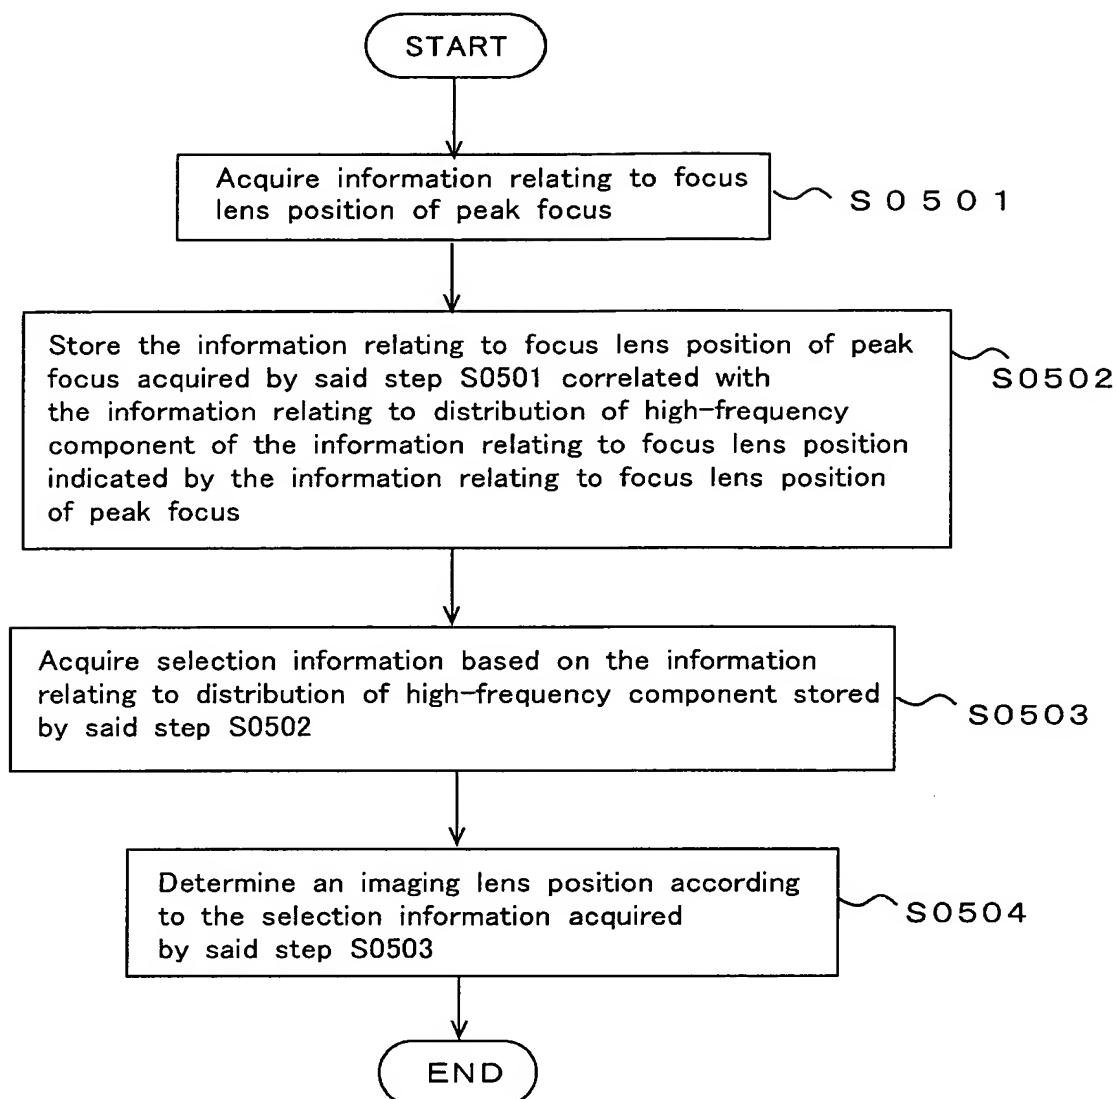 START
Acquire information relating to focus
lens position of peak focus
S0501
Store the information relating to focus lens position of peak
focus acquired by said step S0501 correlated with
the information relating to distribution of high-frequency
component of the information relating to focus lens position
indicated by the information relating to focus lens position
of peak focus
S0502
Acquire selection information based on the information
relating to distribution of high-frequency component stored
by said step S0502
S0503
Determine an imaging lens position according
to the selection information acquired
by said step S0503
S0504
END